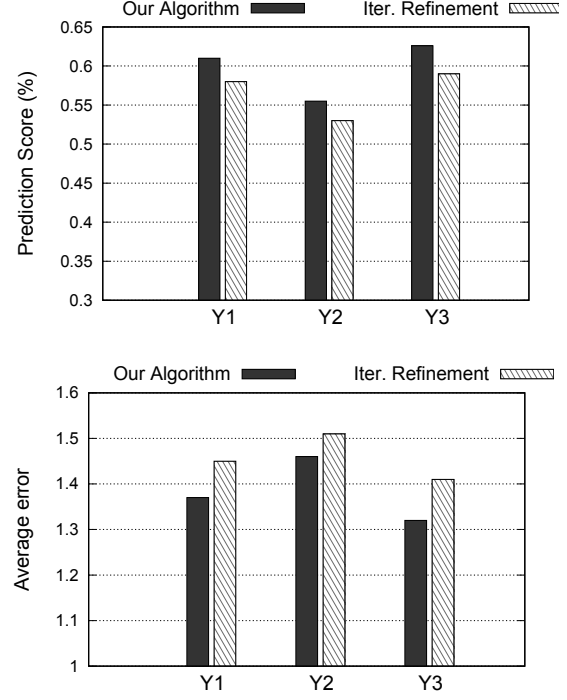 Our Algorithm Iter. Refinement
0.65
0.6
0.55
0.5
0.45
0.4
0.35
0.3
Prediction Score (%)
Y1 Y2 Y3
Our Algorithm Iter. Refinement
1.6
1.5
1.4
1.3
1.2
1.1
1
Average error
Y1 Y2 Y3